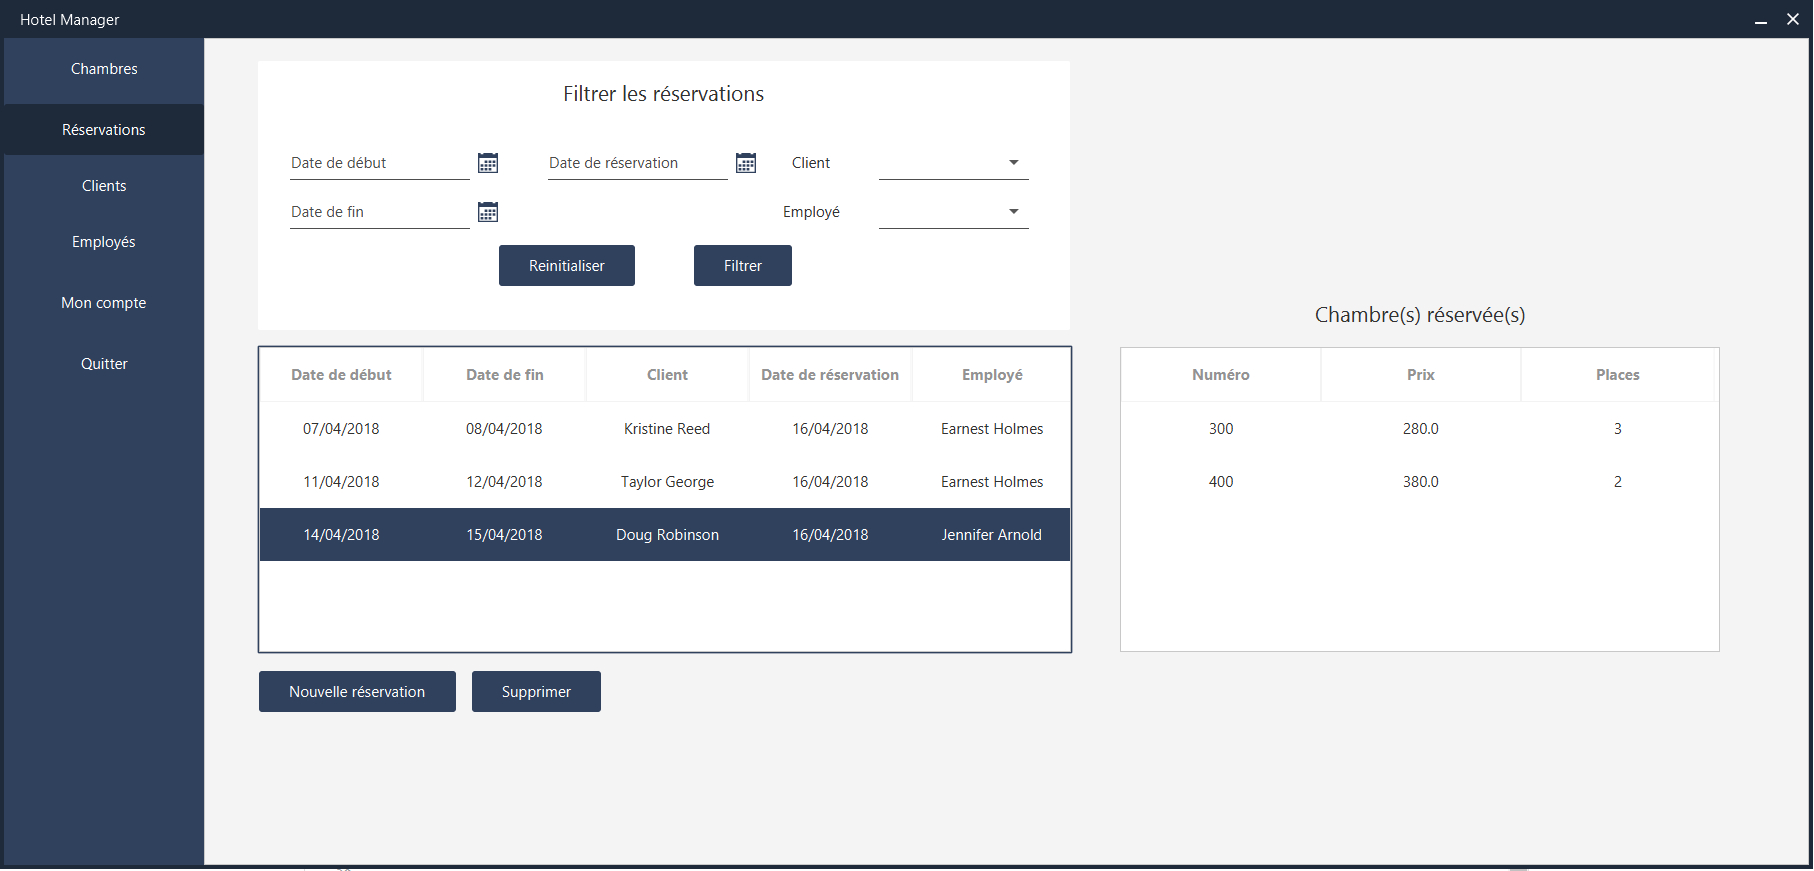 Hotel Manager
Chambres
Réservations
Clients
Employés
Mon compte
Quitter
Filtrer les réservations
Date de début Date de réservation Client
Date de fin Employé
Reinitialiser Filtrer
Date de début Date de fin Client Date de réservation Employé
07/04/2018 08/04/2018 Kristine Reed 16/04/2018 Earnest Holmes
11/04/2018 12/04/2018 Taylor George 16/04/2018 Earnest Holmes
14/04/2018 15/04/2018 Doug Robinson 16/04/2018 Jennifer Arnold
Nouvelle réservation Supprimer
Chambre(s) réservée(s)
Numéro Prix Places
300 280.0 3
400 380.0 2